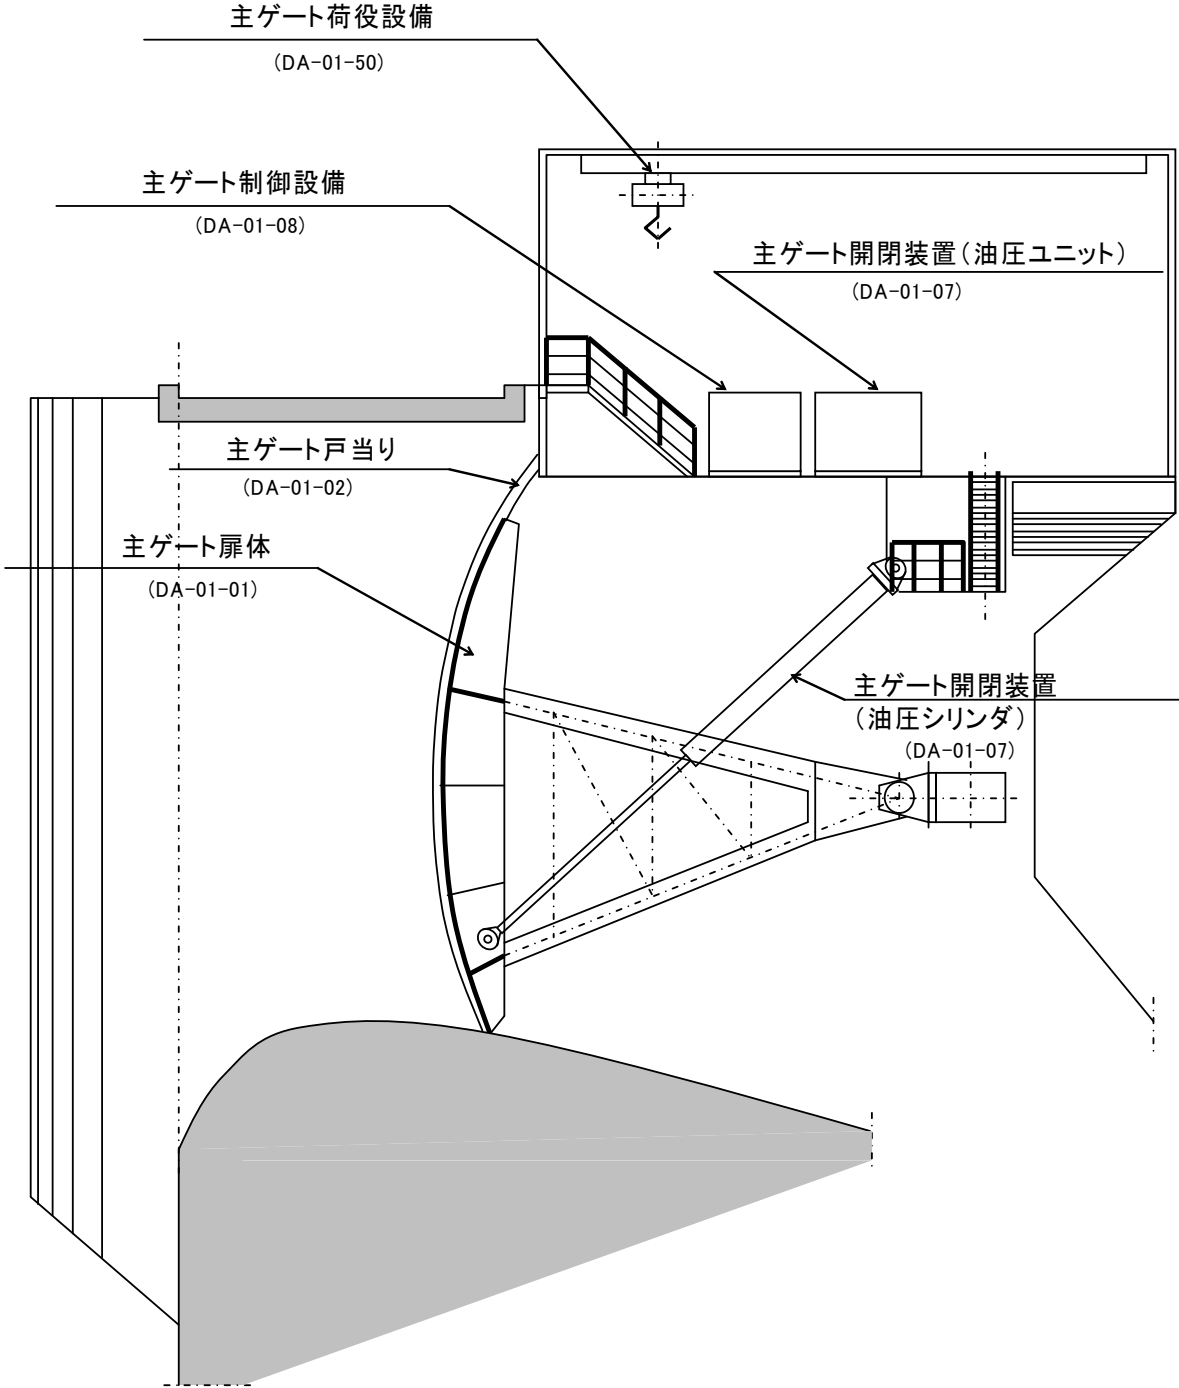 主ゲート荷役設備
(DA-01-50)
主ゲート制御設備
(DA-01-08)
主ゲート開閉装置(油圧ユニット)
(DA-01-07)
主ゲート戸当り
(DA-01-02)
主ゲート扉体
(DA-01-01)
主ゲート開閉装置
(油圧シリンダ)
(DA-01-07)